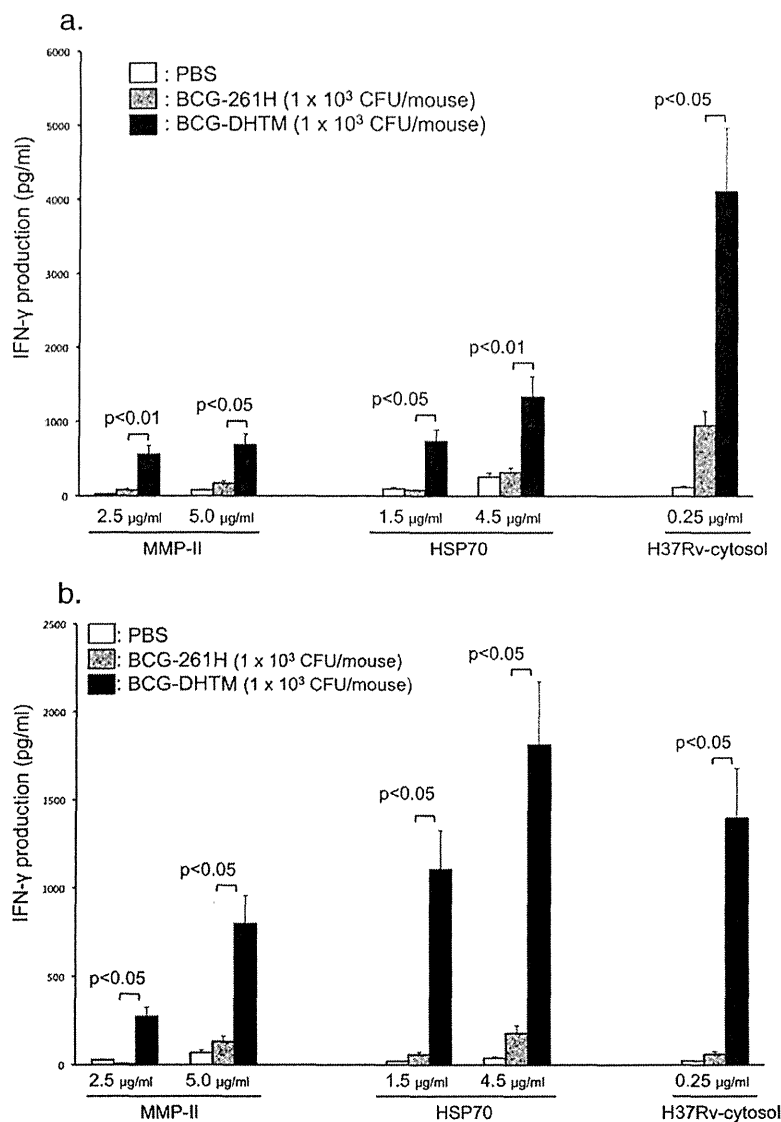 a.
6000
5000
4000
3000
2000
1000
0
IFN-γ production (pg/ml)
: PBS
: BCG-261H (1 x 10³ CFU/mouse)
: BCG-DHTM (1 x 10³ CFU/mouse)
p<0.01
p<0.05
p<0.05
p<0.01
p<0.05
2.5 µg/ml
5.0 µg/ml
1.5 µg/ml
4.5 µg/ml
0.25 µg/ml
MMP-II
HSP70
H37Rv-cytosol
b.
2500
2000
1500
1000
500
0
IFN-γ production (pg/ml)
: PBS
: BCG-261H (1 x 10³ CFU/mouse)
: BCG-DHTM (1 x 10³ CFU/mouse)
p<0.05
p<0.05
p<0.05
p<0.05
p<0.05
2.5 µg/ml
5.0 µg/ml
1.5 µg/ml
4.5 µg/ml
0.25 µg/ml
MMP-II
HSP70
H37Rv-cytosol